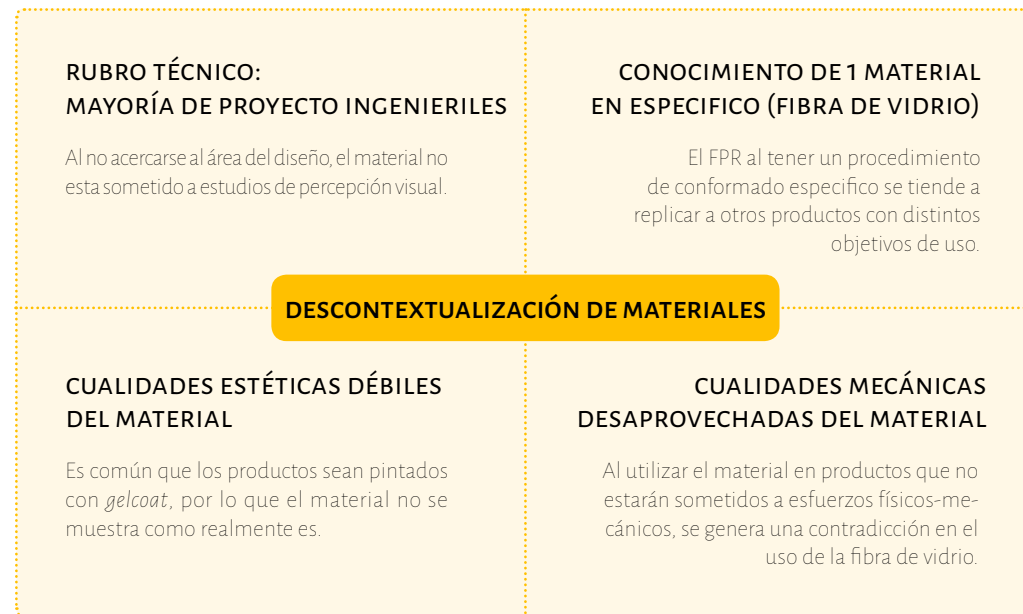 RUBRO TÉCNICO:
MAYORÍA DE PROYECTO INGENIERILES
Al no acercarse al área del diseño, el material no
esta sometido a estudios de percepción visual.
CONOCIMIENTO DE 1 MATERIAL
EN ESPECIFICO (FIBRA DE VIDRIO)
El FPR al tener un procedimiento
de conformado especifico se tiende a
replicar a otros productos con distintos
objetivos de uso.
DESCONTEXTUALIZACIÓN DE MATERIALES
CUALIDADES ESTÉTICAS DÉBILES
DEL MATERIAL
Es común que los productos sean pintados
con gelcoat, por lo que el material no se
muestra como realmente es.
CUALIDADES MECÁNICAS
DESAPROVECHADAS DEL MATERIAL
Al utilizar el material en productos que no
estarán sometidos a esfuerzos físicos-me-
cánicos, se genera una contradicción en el
uso de la fibra de vidrio.